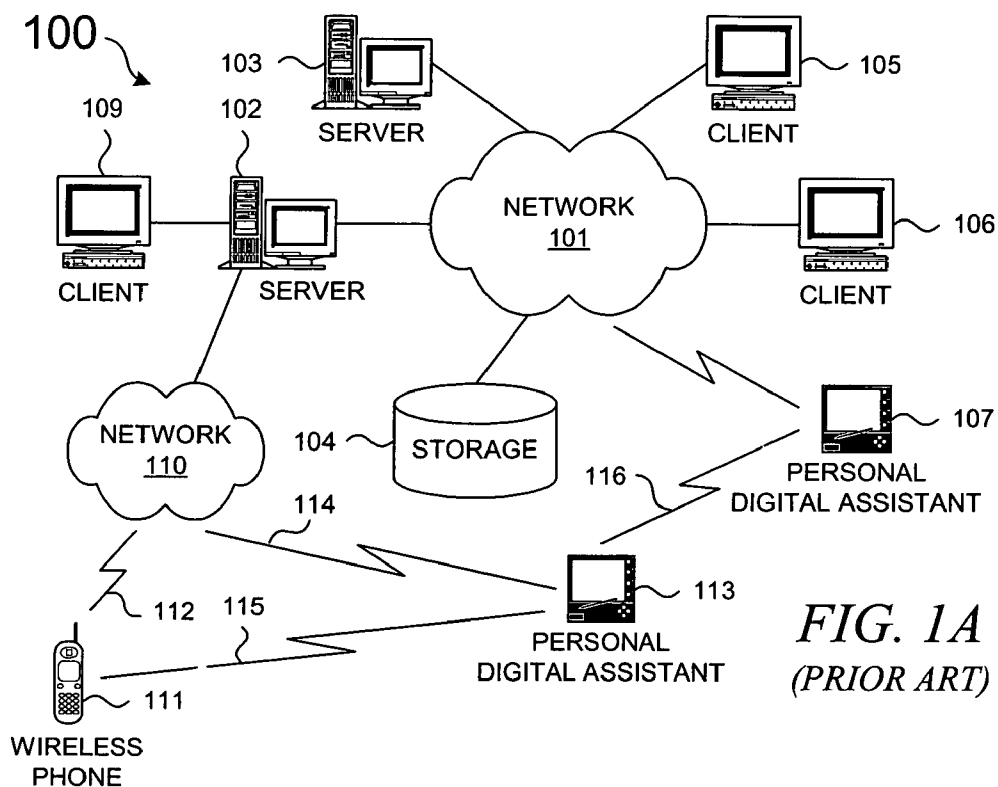 100
103
SERVER
105
CLIENT
109
CLIENT
102
SERVER
NETWORK
101
106
CLIENT
NETWORK
110
104
STORAGE
107
PERSONAL
DIGITAL ASSISTANT
116
114
112
115
113
PERSONAL
DIGITAL ASSISTANT
111
WIRELESS
PHONE
FIG. 1A
(PRIOR ART)